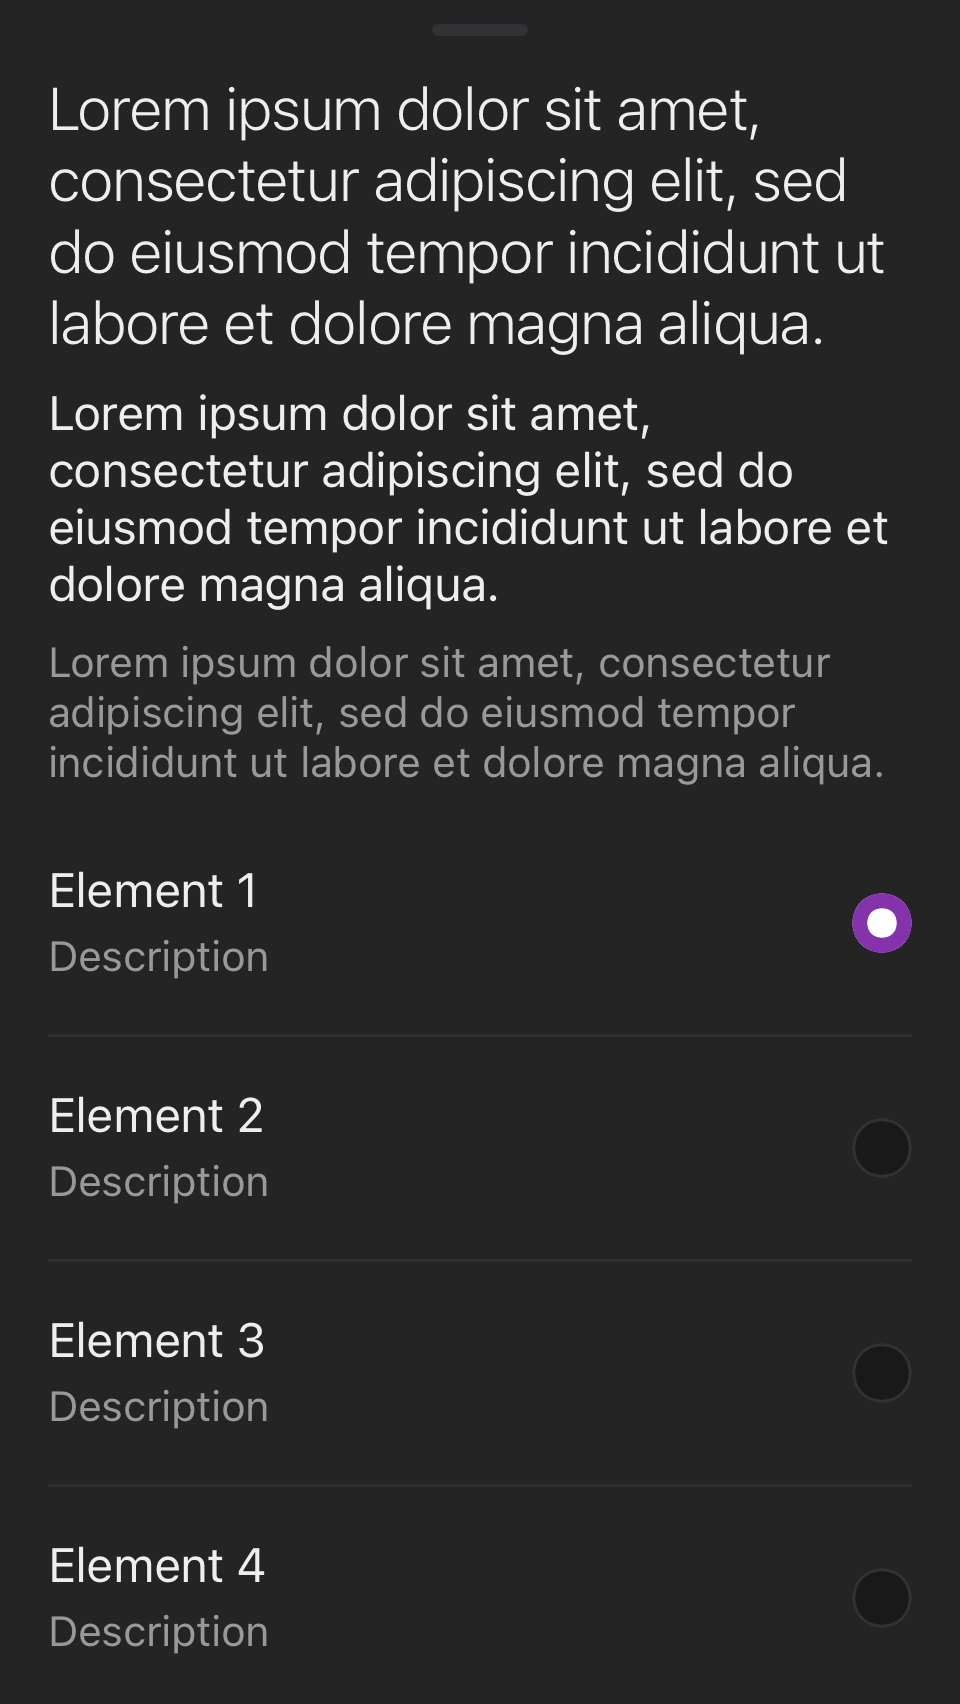 Lorem ipsum dolor sit amet,
consectetur adipiscing elit, sed
do eiusmod tempor incididunt ut
labore et dolore magna aliqua.
Lorem ipsum dolor sit amet,
consectetur adipiscing elit, sed do
eiusmod tempor incididunt ut labore et
dolore magna aliqua.
Lorem ipsum dolor sit amet, consectetur
adipiscing elit, sed do eiusmod tempor
incididunt ut labore et dolore magna aliqua.
Element 1
Description
Element 2
Description
Element 3
Description
Element 4
Description